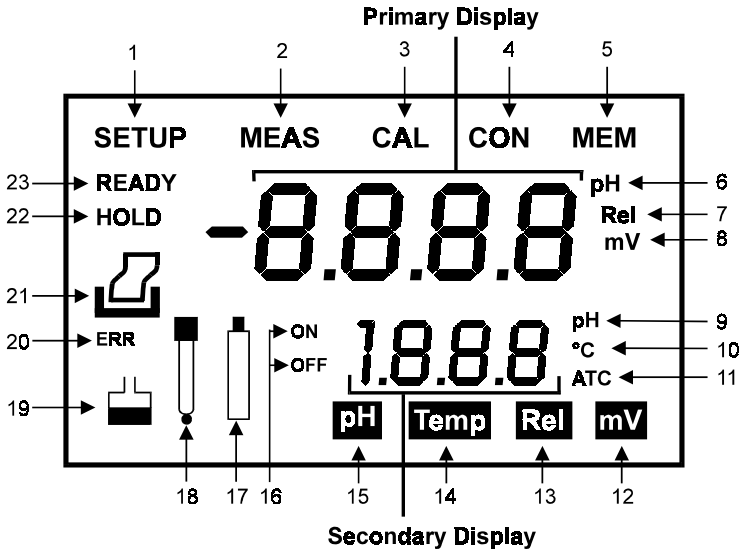 Primary Display
1 2 3 4 5
SETUP MEAS CAL CON MEM
23 READY
22 HOLD
-8.8.8.8
pH 6
Rel 7
mV 8
21
20 ERR
19
ON
OFF
1.8.8.8
pH 9
°C 10
ATC 11
pH Temp Rel mV
18 17 16 15 14 13 12
Secondary Display